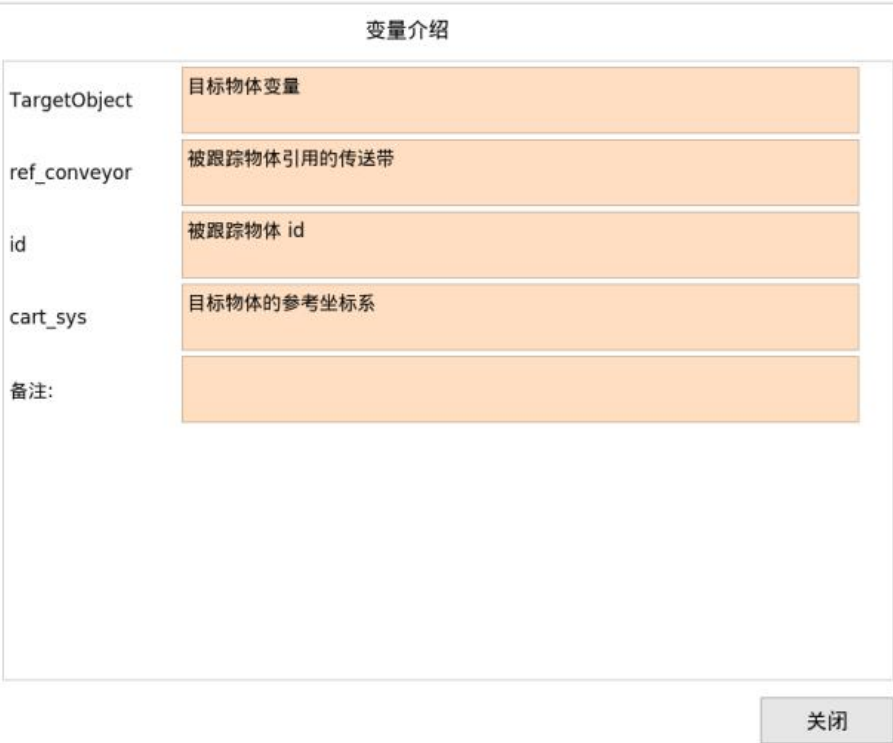 变量介绍
TargetObject 目标物体变量
ref_conveyor 被跟踪物体引用的传送带
id 被跟踪物体 id
cart_sys 目标物体的参考坐标系
备注:
关闭